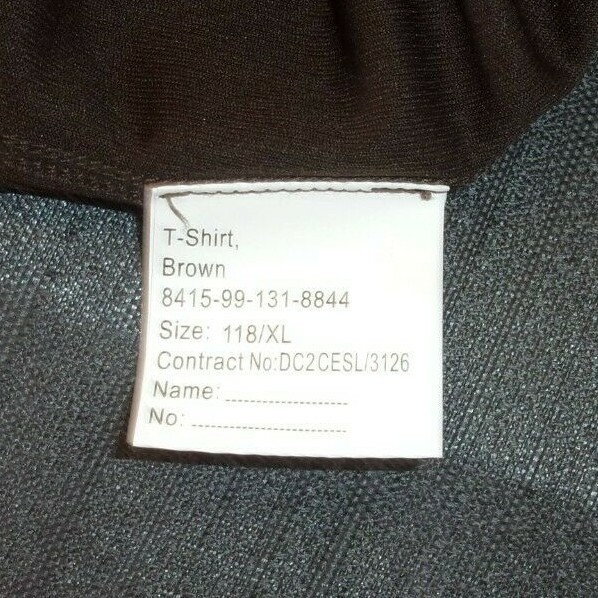 T-Shirt,
Brown
8415-99-131-8844
Size: 118/XL
Contract No:DC2CESL/3126
Name:
No: